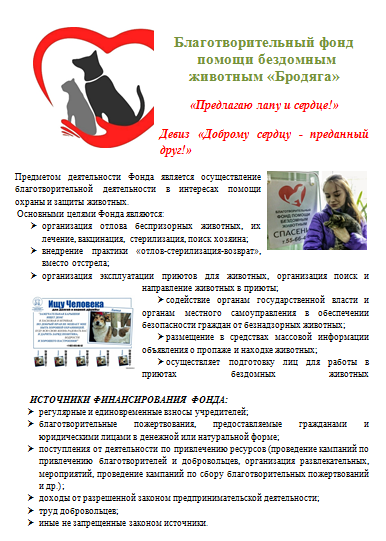 Благотворительный фонд
помощи бездомным
животным «Бродяга»
«Предлагаю лапу и сердце!»
Девиз «Доброму сердцу - преданный
друг!»
Предметом деятельности Фонда является осуществление
благотворительной деятельности в интересах помощи
охраны и защиты животных.
Основными целями Фонда являются:
➢ организация отлова беспризорных животных, их
лечение, вакцинация, стерилизация, поиск хозяина;
➢ внедрение практики «отлов-стерилизация-возврат»,
вместо отстрела;
➢ организация эксплуатации приютов для животных, организация поиск и
направление животных в приюты;
➢содействие органам государственной власти и
органам местного самоуправления в обеспечении
безопасности граждан от безнадзорных животных;
➢размещение в средствах массовой информации
объявления о пропаже и находке животных;
➢осуществляет подготовку лиц для работы в
приютах бездомных животных
Ищу Человека
БЛАГОТВОРИТЕЛЬНЫЙ
ФОНД ПОМОЩИ
БЕЗДОМНЫМ
ЖИВОТНЫМ
СПАСЕНИ
ИСТОЧНИКИ ФИНАНСИРОВАНИЯ ФОНДА:
➢ регулярные и единовременные взносы учредителей;
➢ благотворительные пожертвования, предоставляемые гражданами и
юридическими лицами в денежной или натуральной форме;
➢ поступления от деятельности по привлечению ресурсов (проведение кампаний по
привлечению благотворителей и добровольцев, организация развлекательных,
мероприятий, проведение кампаний по сбору благотворительных пожертвований
и др.);
➢ доходы от разрешенной законом предпринимательской деятельности;
➢ труд добровольцев;
➢ иные не запрещенные законом источники.